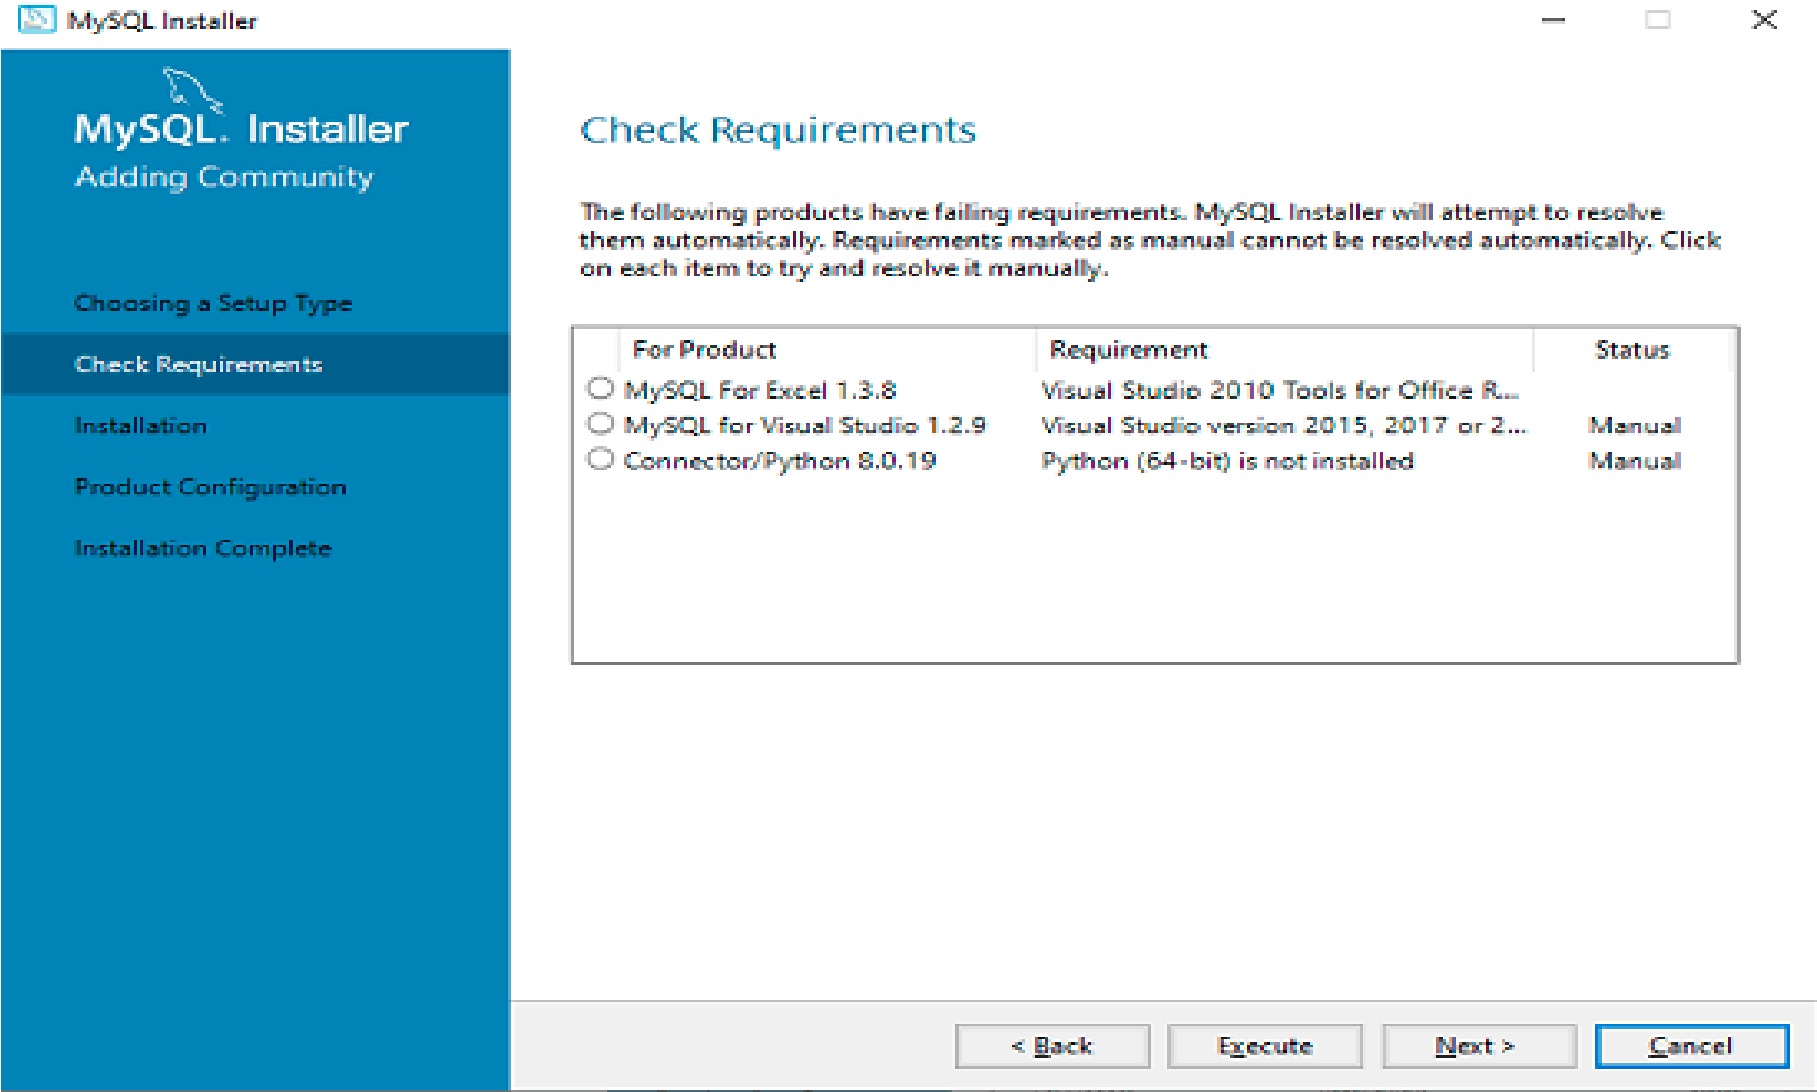 MySQL Installer
MySQL. Installer
Adding Community
Choosing a Setup Type
Check Requirements
Installation
Product Configuration
Installation Complete
Check Requirements
The following products have failing requirements. MySQL Installer will attempt to resolve
them automatically. Requirements marked as manual cannot be resolved automatically. Click
on each item to try and resolve it manually.
For Product Requirement Status
MySQL For Excel 1.3.8 Visual Studio 2010 Tools for Office R...
MySQL for Visual Studio 1.2.9 Visual Studio version 2015, 2017 or 2... Manual
Connector/Python 8.0.19 Python (64-bit) is not installed Manual
< Back Execute Next > Cancel